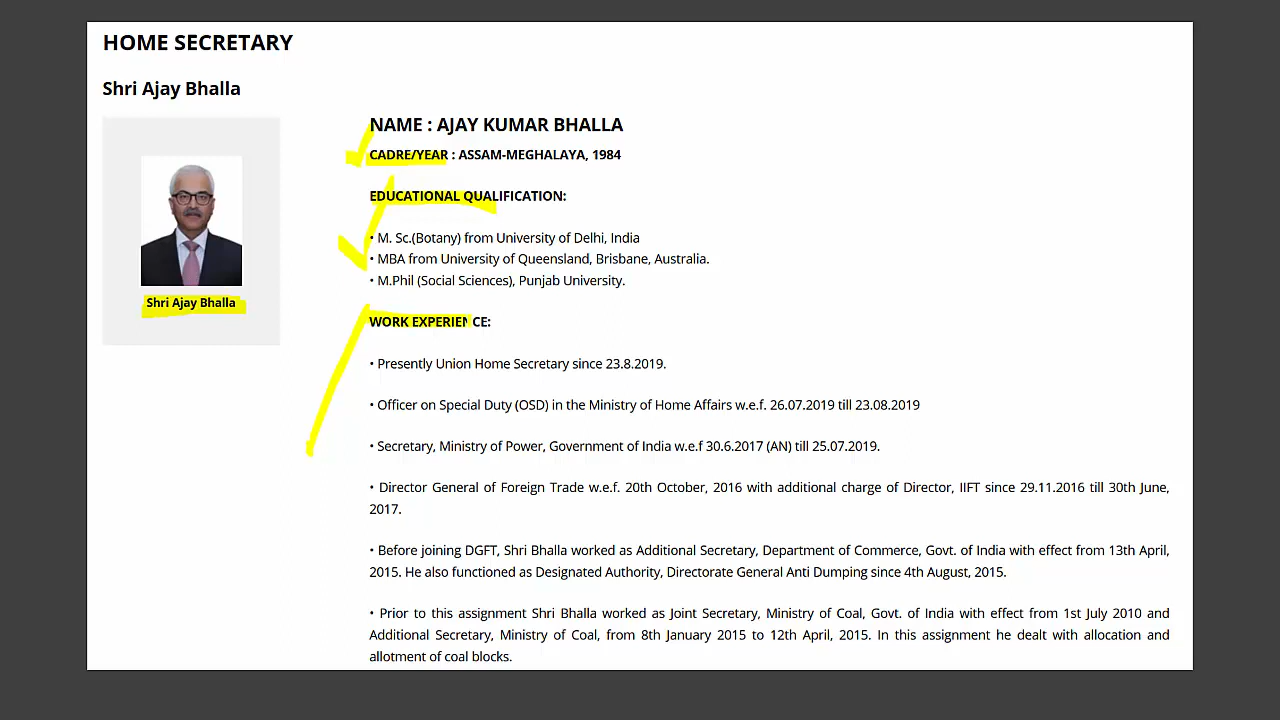 HOME SECRETARY
Shri Ajay Bhalla
Shri Ajay Bhalla
NAME : AJAY KUMAR BHALLA
CADRE/YEAR : ASSAM-MEGHALAYA, 1984
EDUCATIONAL QUALIFICATION:
• M. Sc.(Botany) from University of Delhi, India
• MBA from University of Queensland, Brisbane, Australia.
• M.Phil (Social Sciences), Punjab University.
WORK EXPERIENCE:
• Presently Union Home Secretary since 23.8.2019.
• Officer on Special Duty (OSD) in the Ministry of Home Affairs w.e.f. 26.07.2019 till 23.08.2019
• Secretary, Ministry of Power, Government of India w.e.f 30.6.2017 (AN) till 25.07.2019.
• Director General of Foreign Trade w.e.f. 20th October, 2016 with additional charge of Director, IIFT since 29.11.2016 till 30th June,
2017.
• Before joining DGFT, Shri Bhalla worked as Additional Secretary, Department of Commerce, Govt. of India with effect from 13th April,
2015. He also functioned as Designated Authority, Directorate General Anti Dumping since 4th August, 2015.
• Prior to this assignment Shri Bhalla worked as Joint Secretary, Ministry of Coal, Govt. of India with effect from 1st July 2010 and
Additional Secretary, Ministry of Coal, from 8th January 2015 to 12th April, 2015. In this assignment he dealt with allocation and
allotment of coal blocks.